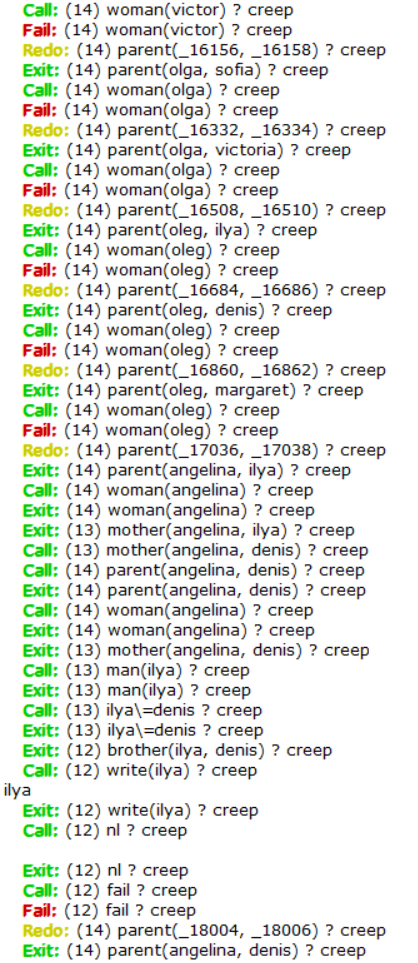 Call: (14) woman(victor) ? creep
Fail: (14) woman(victor) ? creep
Redo: (14) parent(_16156, _16158) ? creep
Exit: (14) parent(olga, sofia) ? creep
Call: (14) woman(olga) ? creep
Fail: (14) woman(olga) ? creep
Redo: (14) parent(_16332, _16334) ? creep
Exit: (14) parent(olga, victoria) ? creep
Call: (14) woman(olga) ? creep
Fail: (14) woman(olga) ? creep
Redo: (14) parent(_16508, _16510) ? creep
Exit: (14) parent(oleg, ilya) ? creep
Call: (14) woman(oleg) ? creep
Fail: (14) woman(oleg) ? creep
Redo: (14) parent(_16684, _16686) ? creep
Exit: (14) parent(oleg, denis) ? creep
Call: (14) woman(oleg) ? creep
Fail: (14) woman(oleg) ? creep
Redo: (14) parent(_16860, _16862) ? creep
Exit: (14) parent(oleg, margaret) ? creep
Call: (14) woman(oleg) ? creep
Fail: (14) woman(oleg) ? creep
Redo: (14) parent(_17036, _17038) ? creep
Exit: (14) parent(angelina, ilya) ? creep
Call: (14) woman(angelina) ? creep
Exit: (14) woman(angelina) ? creep
Exit: (13) mother(angelina, ilya) ? creep
Call: (13) mother(angelina, denis) ? creep
Call: (14) parent(angelina, denis) ? creep
Exit: (14) parent(angelina, denis) ? creep
Call: (14) woman(angelina) ? creep
Exit: (14) woman(angelina) ? creep
Exit: (13) mother(angelina, denis) ? creep
Call: (13) man(ilya) ? creep
Exit: (13) man(ilya) ? creep
Call: (13) ilya\=denis ? creep
Exit: (13) ilya\=denis ? creep
Exit: (12) brother(ilya, denis) ? creep
Call: (12) write(ilya) ? creep
ilya
Exit: (12) write(ilya) ? creep
Call: (12) nl ? creep
Exit: (12) nl ? creep
Call: (12) fail ? creep
Fail: (12) fail ? creep
Redo: (14) parent(_18004, _18006) ? creep
Exit: (14) parent(angelina, denis) ? creep